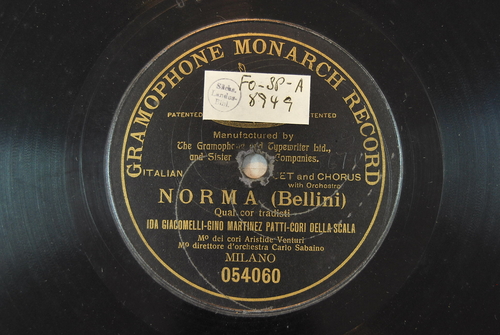 GRAMOPHONE MONARCH RECORD
FO-SP-A
8949
PATENTED
Manufactured by
The Gramophone and Typewriter Ltd.,
and Sister Companies.
ITALIAN ET and CHORUS
with Orchestra
NORMA (Bellini)
Qual cor tradisti
IDA GIACOMELLI-GINO MARTINEZ PATTI-CORI DELLA SCALA
Mº dei cori Aristide Venturi
Mº direttore d'orchestra Carlo Sabaino
MILANO
054060